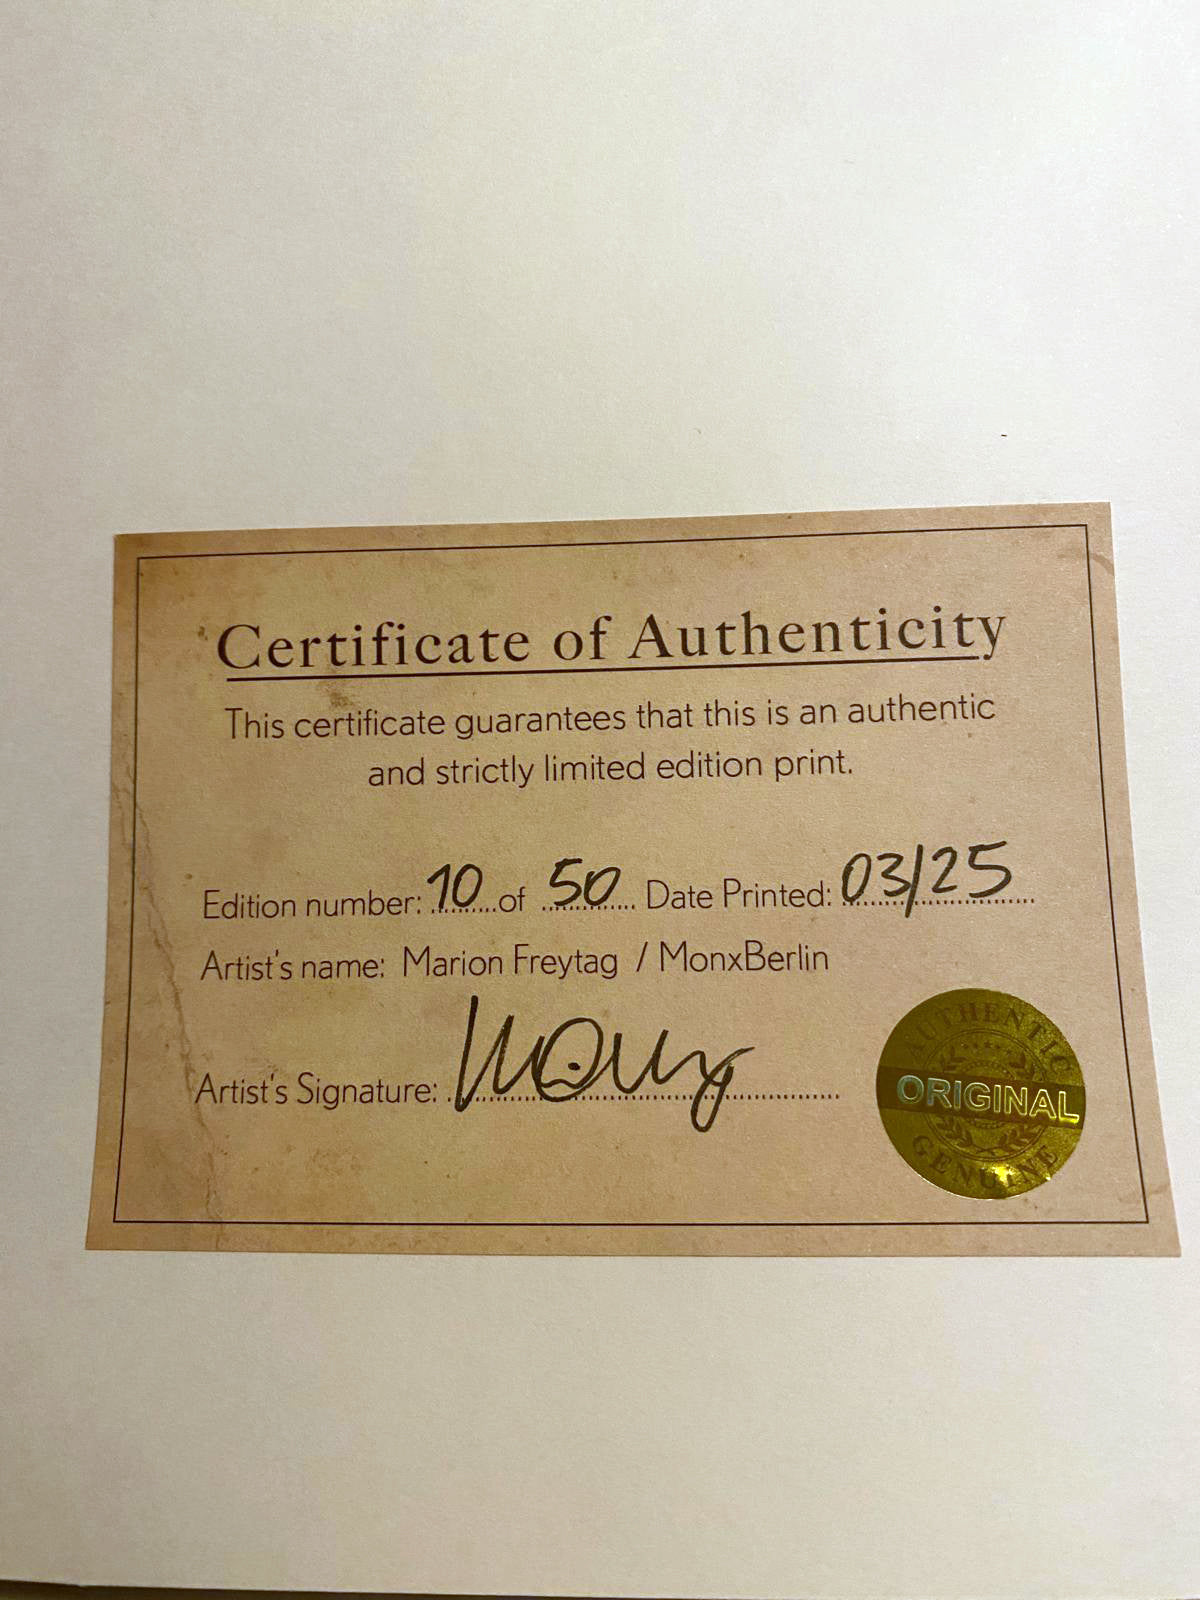 Certificate of Authenticity
This certificate guarantees that this is an authentic
and strictly limited edition print.
Edition number: 10 of 50 Date Printed: 03/25
Artist's name: Marion Freytag / MonxBerlin
Artist's Signature:
AUTHENTIC
ORIGINAL
GENUINE